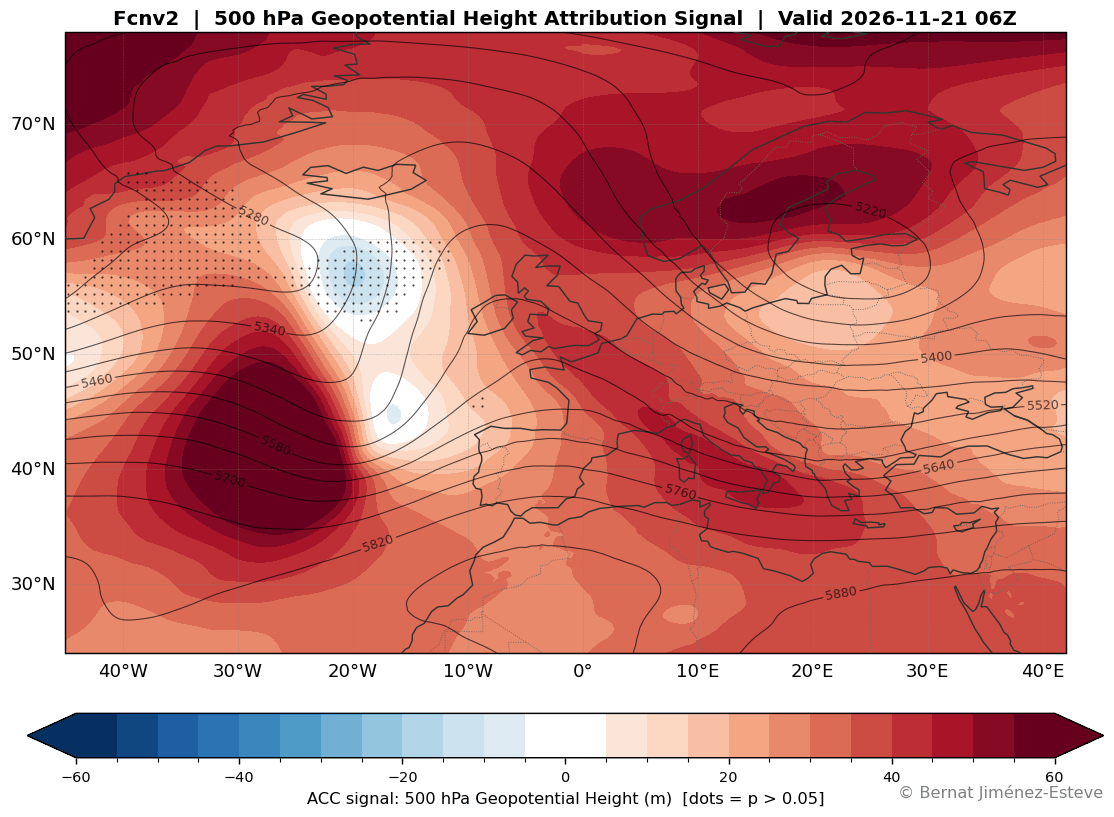 Fcnv2 | 500 hPa Geopotential Height Attribution Signal | Valid 2026-11-21 06Z
70°N
60°N
50°N
40°N
30°N
5280
5220
5340
5400
5460
5520
5580
5640
5700
5760
5820
5880
40°W 30°W 20°W 10°W 0° 10°E 20°E 30°E 40°E
−60 −40 −20 0 20 40 60
ACC signal: 500 hPa Geopotential Height (m) [dots = p > 0.05]
© Bernat Jiménez-Esteve